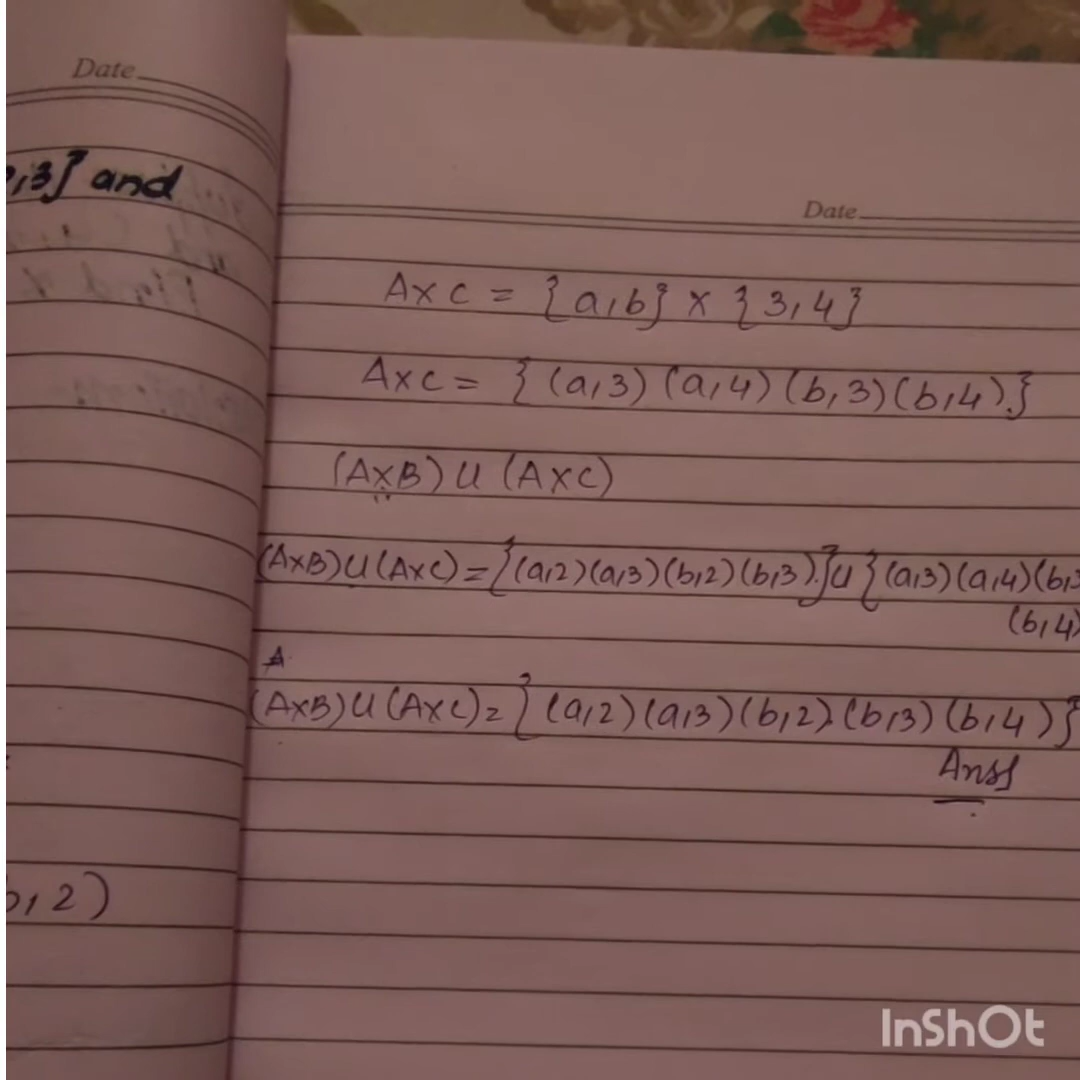 Date
,3} and
,2)
Date
A×C = {a,b} × {3,4}
A×C = { (a,3) (a,4) (b,3) (b,4).}
(A×B) U (A×C)
(A×B) U (A×C) = {(a,2) (a,3) (b,2) (b,3).} U {(a,3) (a,4) (b,3
(b,4)
A
(A×B) U (A×C) = { (a,2) (a,3) (b,2) (b,3) (b,4) }
Ans
InShOt